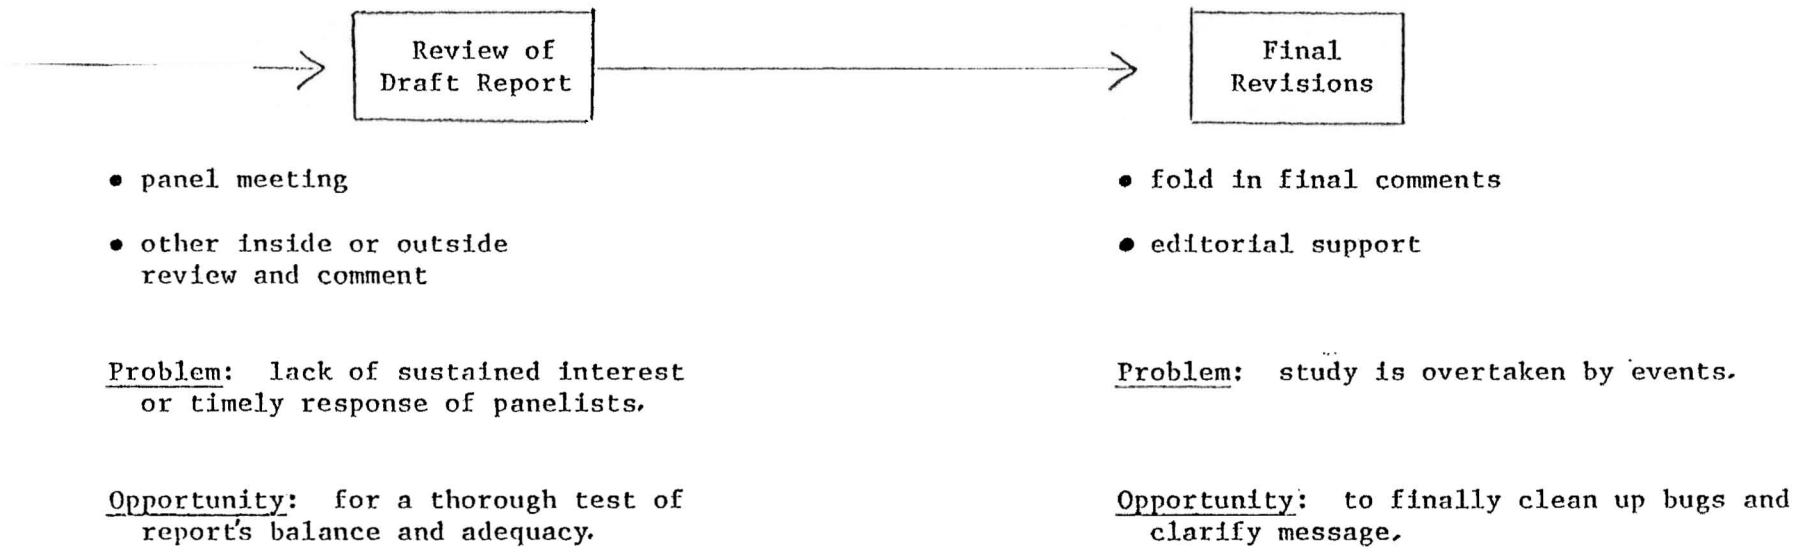 Review of
Draft Report
• panel meeting
• other inside or outside
review and comment
Problem: lack of sustained interest
or timely response of panelists.
Opportunity: for a thorough test of
report's balance and adequacy.
Final
Revisions
• fold in final comments
• editorial support
Problem: study is overtaken by events.
Opportunity: to finally clean up bugs and
clarify message.